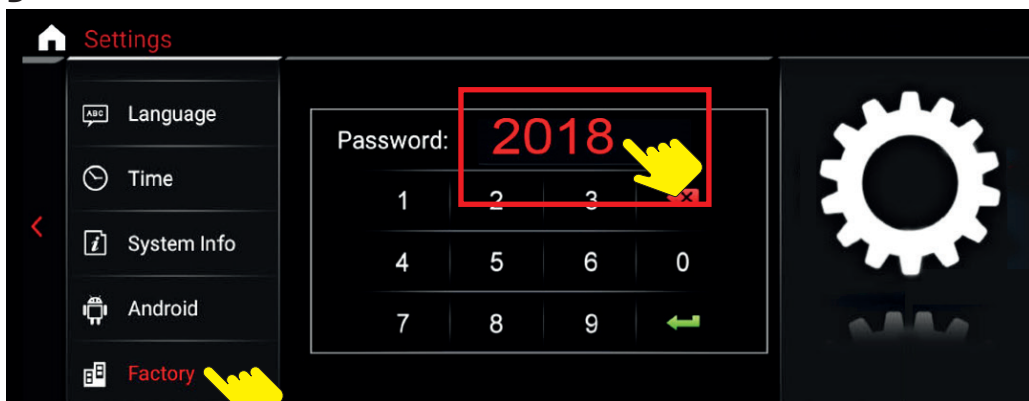 Settings
ABC
Language
Time
i
System Info
Android
Factory
Password: 2018
1 2 3
4 5 6 0
7 8 9